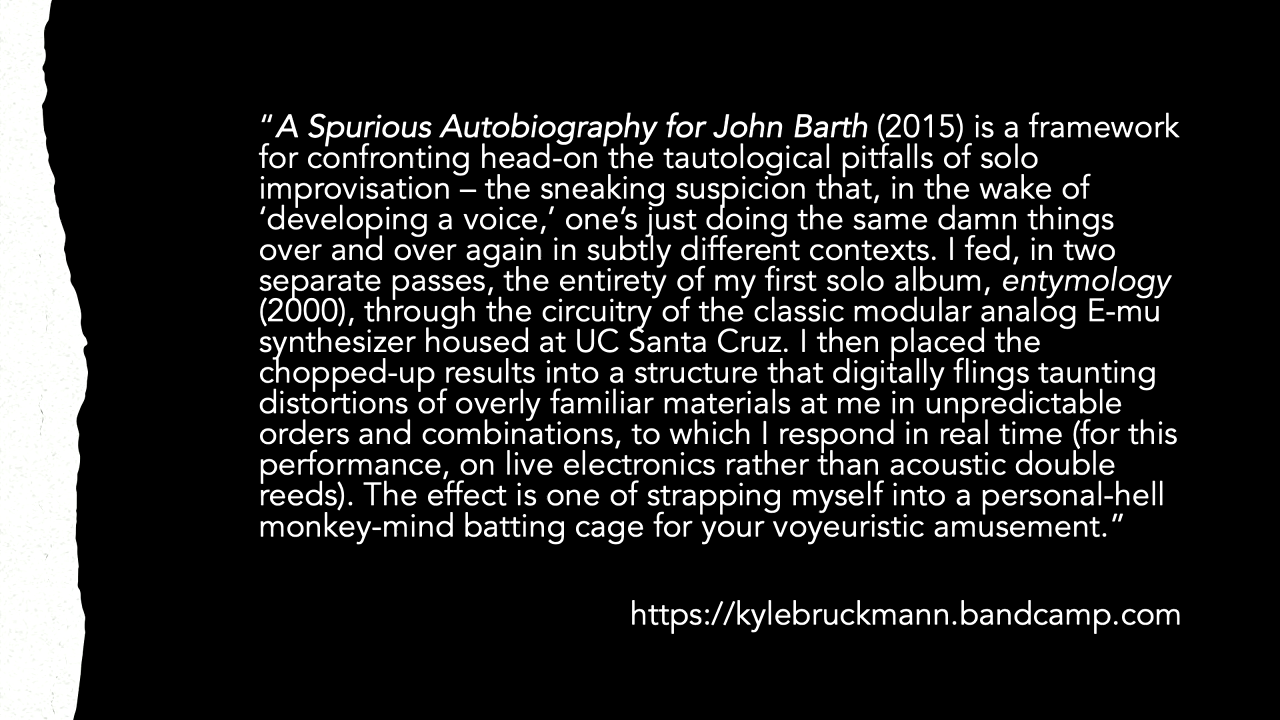 “A Spurious Autobiography for John Barth (2015) is a framework
for confronting head-on the tautological pitfalls of solo
improvisation – the sneaking suspicion that, in the wake of
‘developing a voice,’ one’s just doing the same damn things
over and over again in subtly different contexts. I fed, in two
separate passes, the entirety of my first solo album, entymology
(2000), through the circuitry of the classic modular analog E-mu
synthesizer housed at UC Santa Cruz. I then placed the
chopped-up results into a structure that digitally flings taunting
distortions of overly familiar materials at me in unpredictable
orders and combinations, to which I respond in real time (for this
performance, on live electronics rather than acoustic double
reeds). The effect is one of strapping myself into a personal-hell
monkey-mind batting cage for your voyeuristic amusement.”
https://kylebruckmann.bandcamp.com